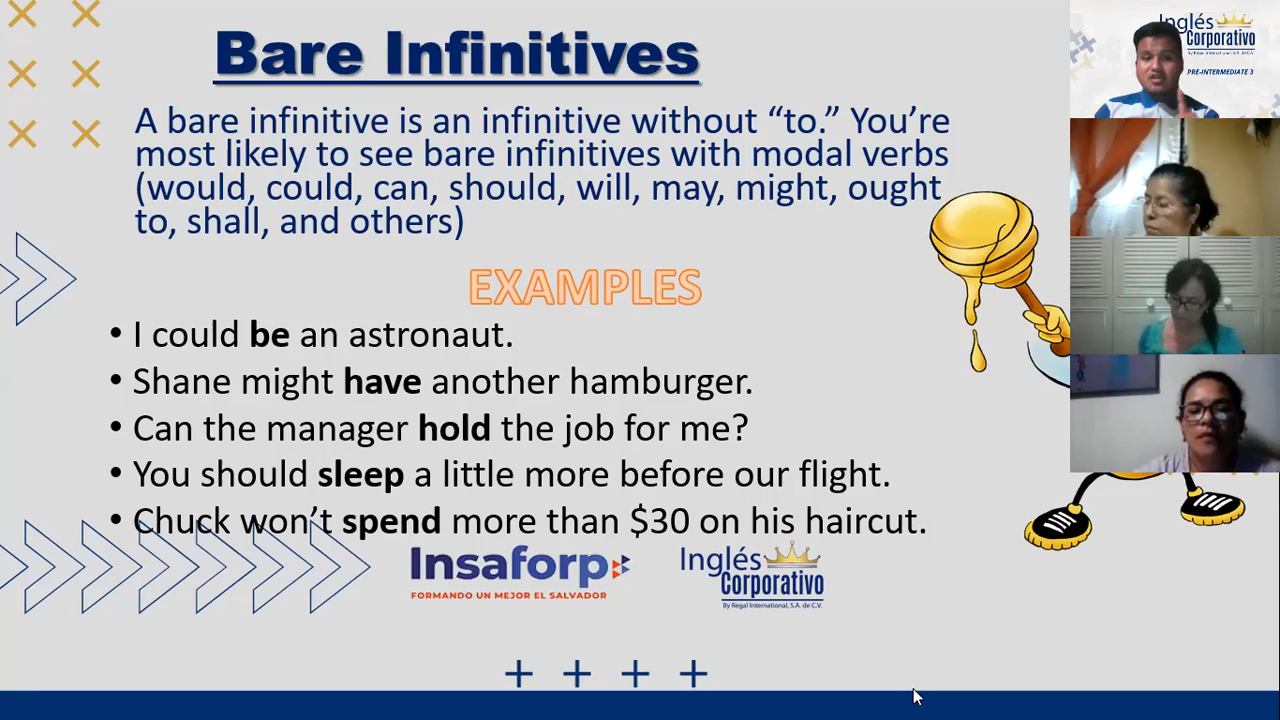 Bare Infinitives
A bare infinitive is an infinitive without “to.” You’re
most likely to see bare infinitives with modal verbs
(would, could, can, should, will, may, might, ought
to, shall, and others)
EXAMPLES
• I could be an astronaut.
• Shane might have another hamburger.
• Can the manager hold the job for me?
• You should sleep a little more before our flight.
• Chuck won’t spend more than $30 on his haircut.
Insaforp
FORMANDO UN MEJOR EL SALVADOR
Inglés
Corporativo
By Regal International, S.A. de C.V.
Inglés
Corporativo
By Regal International, S.A. de C.V.
PRE-INTERMEDIATE 3